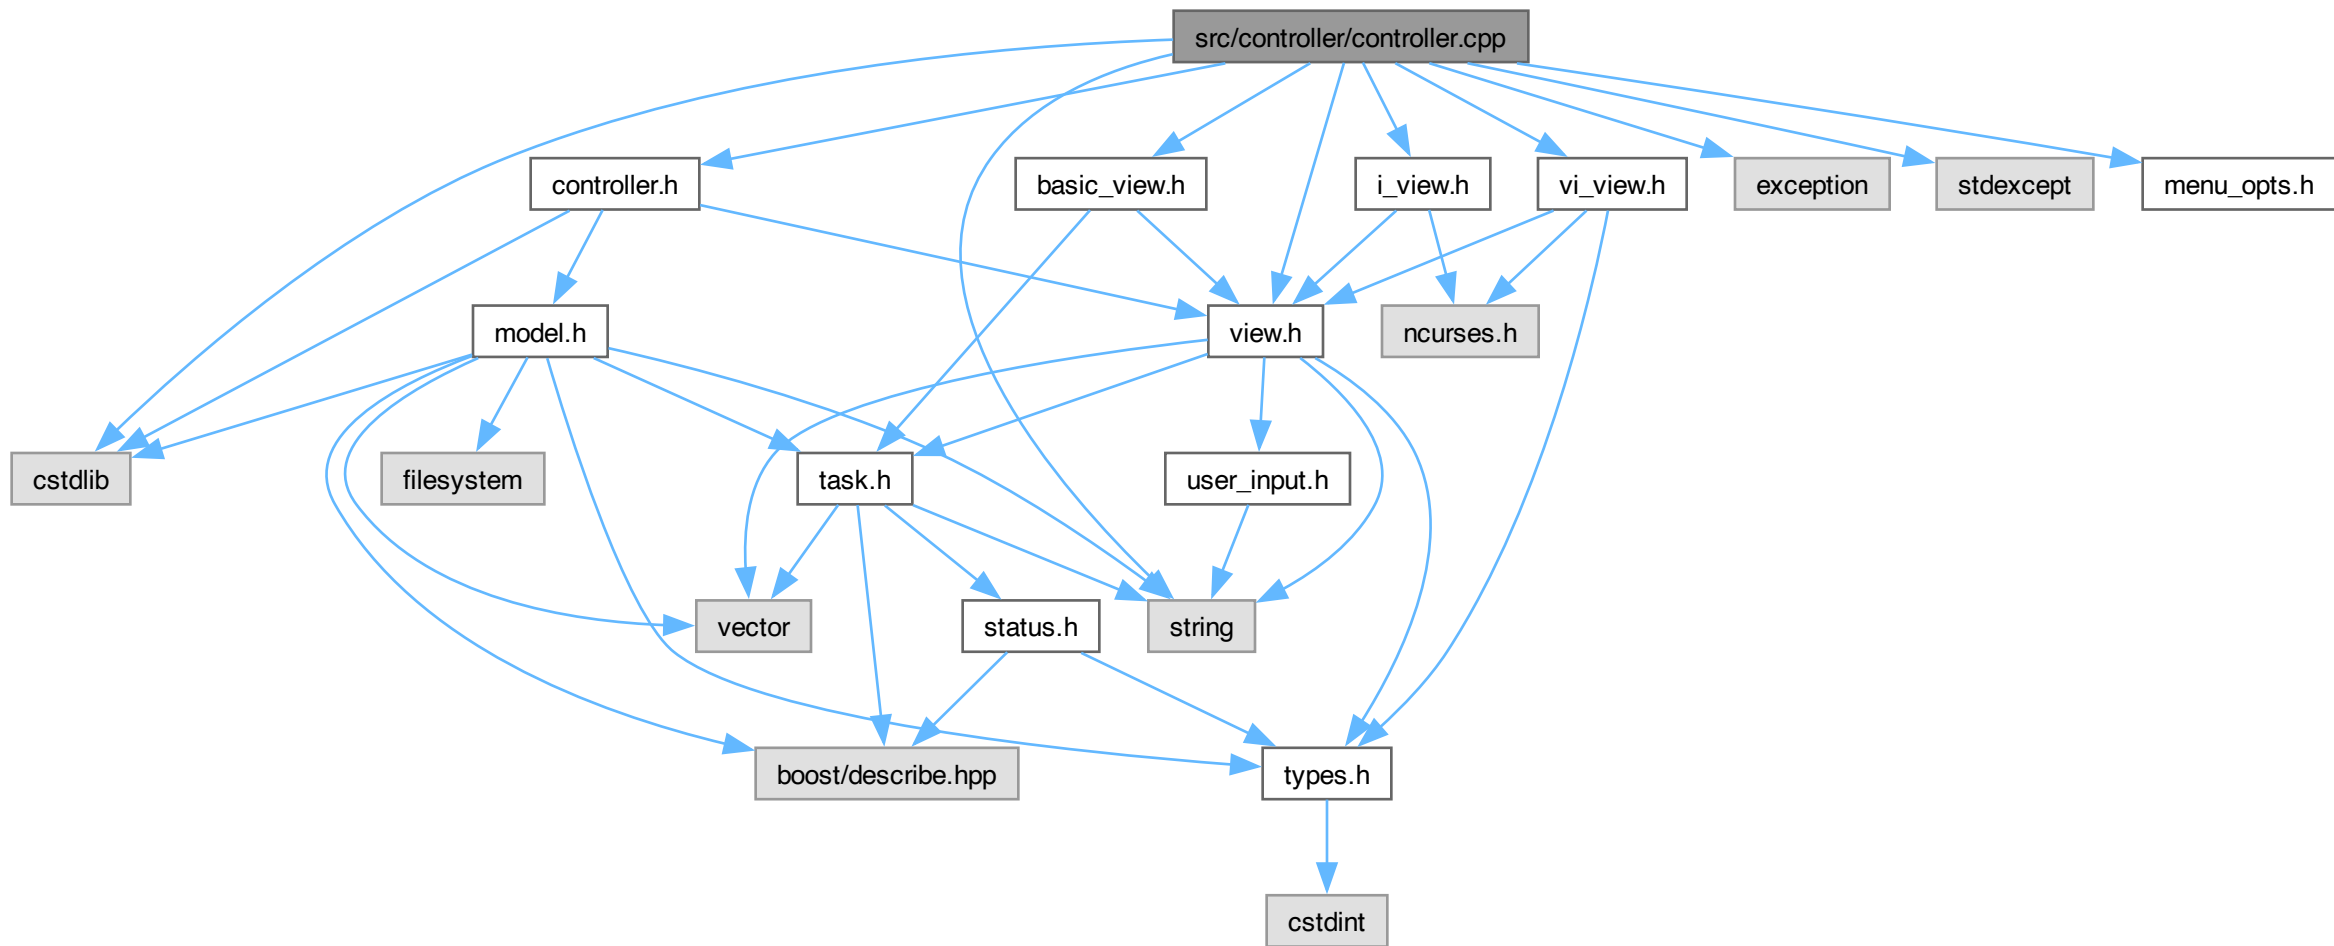 src/controller/controller.cpp
controller.h
basic_view.h
i_view.h
vi_view.h
exception
stdexcept
menu_opts.h
model.h
view.h
ncurses.h
cstdlib
filesystem
task.h
user_input.h
vector
status.h
string
boost/describe.hpp
types.h
cstdint